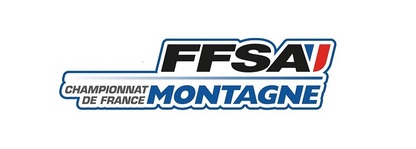 FFSA
CHAMPIONNAT
DE FRANCE
MONTAGNE